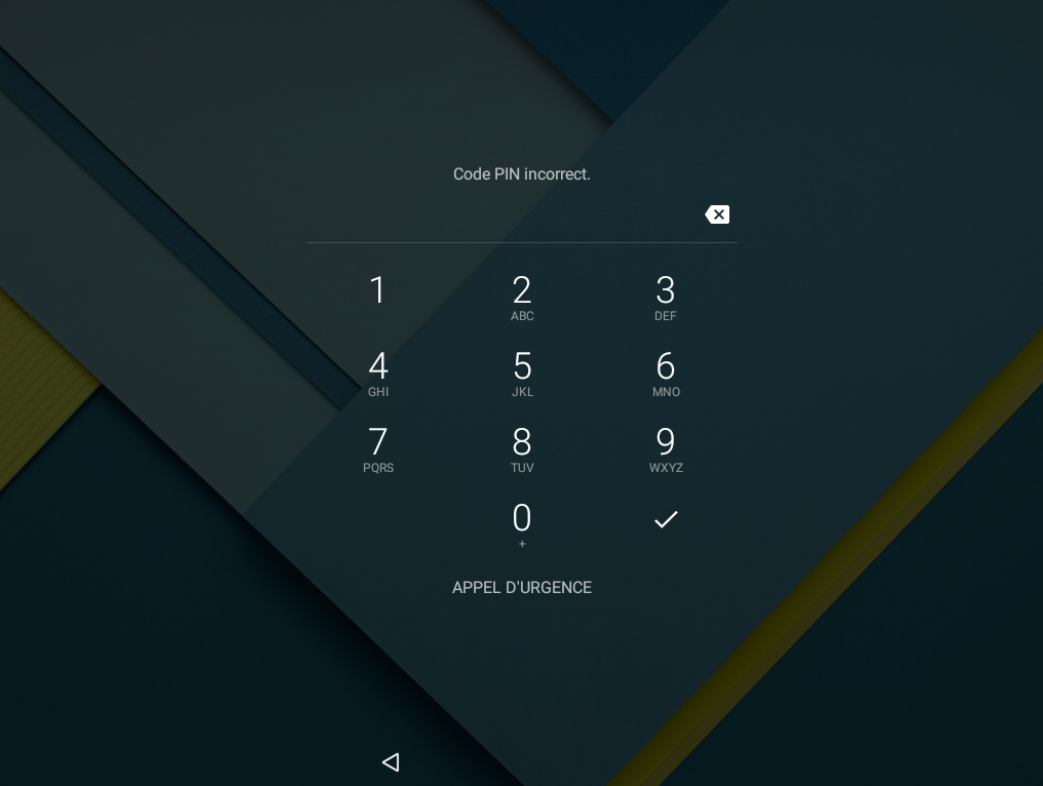 Code PIN incorrect.
1 2 3
ABC DEF
4 5 6
GHI JKL MNO
7 8 9
PQRS TUV WXYZ
0
+
APPEL D'URGENCE